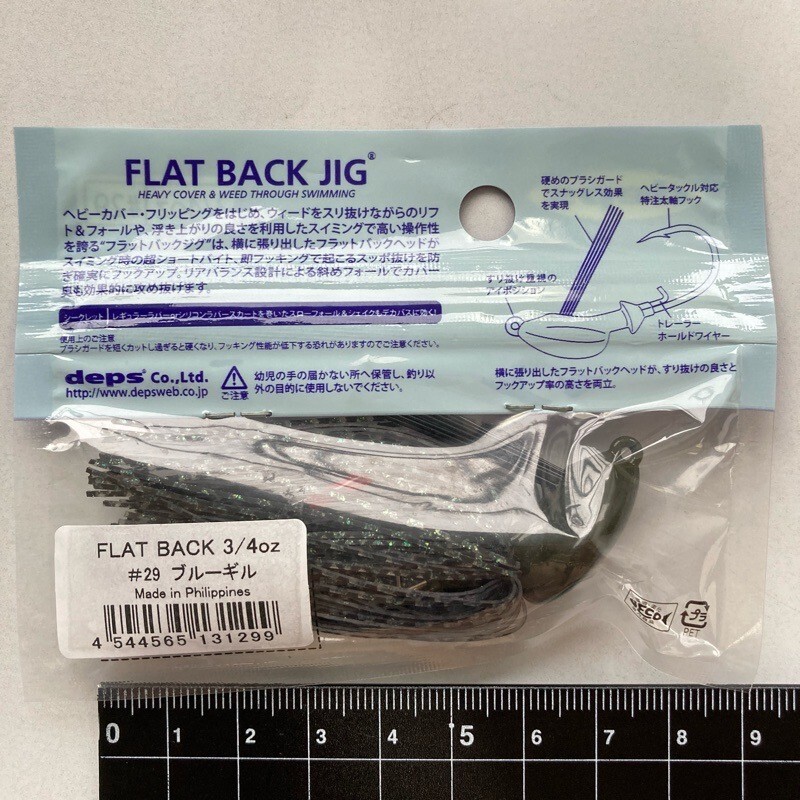 FLAT BACK JIG®
HEAVY COVER & WEED THROUGH SWIMMING
ヘビーカバー・フリッピングをはじめ、ウィードをスリ抜けながらのリフ
ト&フォールや、浮き上がりの良さを利用したスイミングで高い操作性
を誇る"フラットバックジグ"は、横に張り出したフラットバックヘッドが
スイミング時の超ショートバイト、即フッキングで起こるスッポ抜けを防
ぎ確実にフックアップ。リアバランス設計による斜めフォールでカバー
奥も効果的に攻め抜けます。
シークレット レギュラーラバーorシリコンラバースカートを巻いたスローフォール&シェイクもデカバスに効く!
使用上のご注意
ブラシガードを短くカットし過ぎると硬くなり、フッキング性能が低下する恐れがありますのでご注意ください。
deps® Co.,Ltd.
http://www.depsweb.co.jp
ご注意
幼児の手の届かない所へ保管し、釣り以
外の目的に使用しないでください。
硬めのブラシガード
でスナッグレス効果
を実現
ヘビータックル対応
特注太軸フック
すり抜け重視の
アイポジション
トレーラー
ホールドワイヤー
横に張り出したフラットバックヘッドが、すり抜けの良さと
フックアップ率の高さを両立。
FLAT BACK 3/4oz
#29 ブルーギル
Made in Philippines
4 544565 131299
ECO
プラ
PET
0 1 2 3 4 5 6 7 8 9